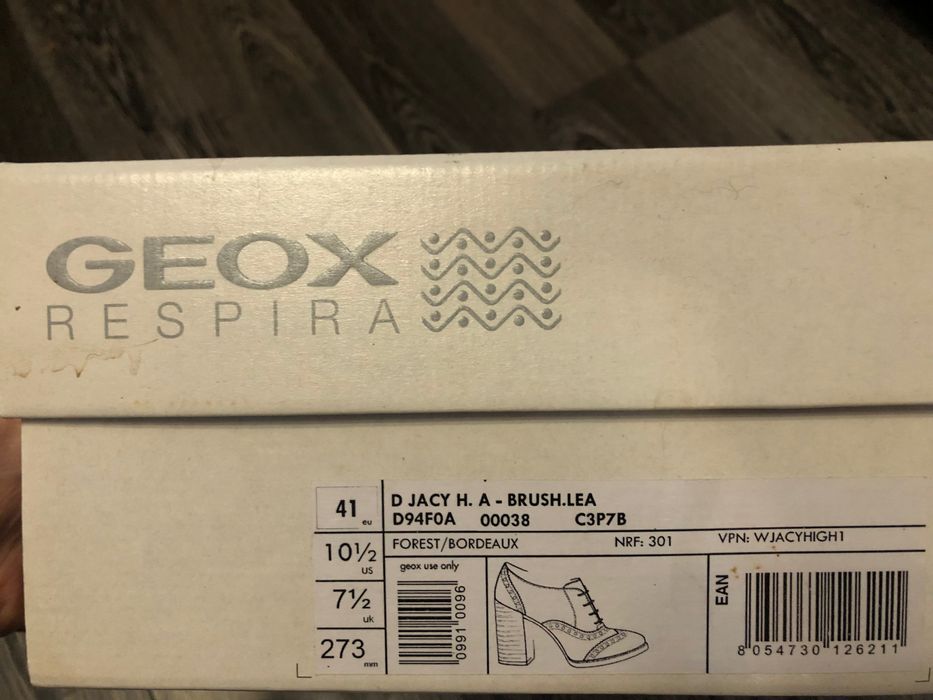 GEOX
RESPIRA
41 eu
D JACY H. A - BRUSH.LEA
D94F0A 00038 C3P7B
10½ us
FOREST/BORDEAUX NRF: 301 VPN: WJACYHIGH1
7½ uk
geox use only
0991 0096
EAN
273 mm
8 054730 126211